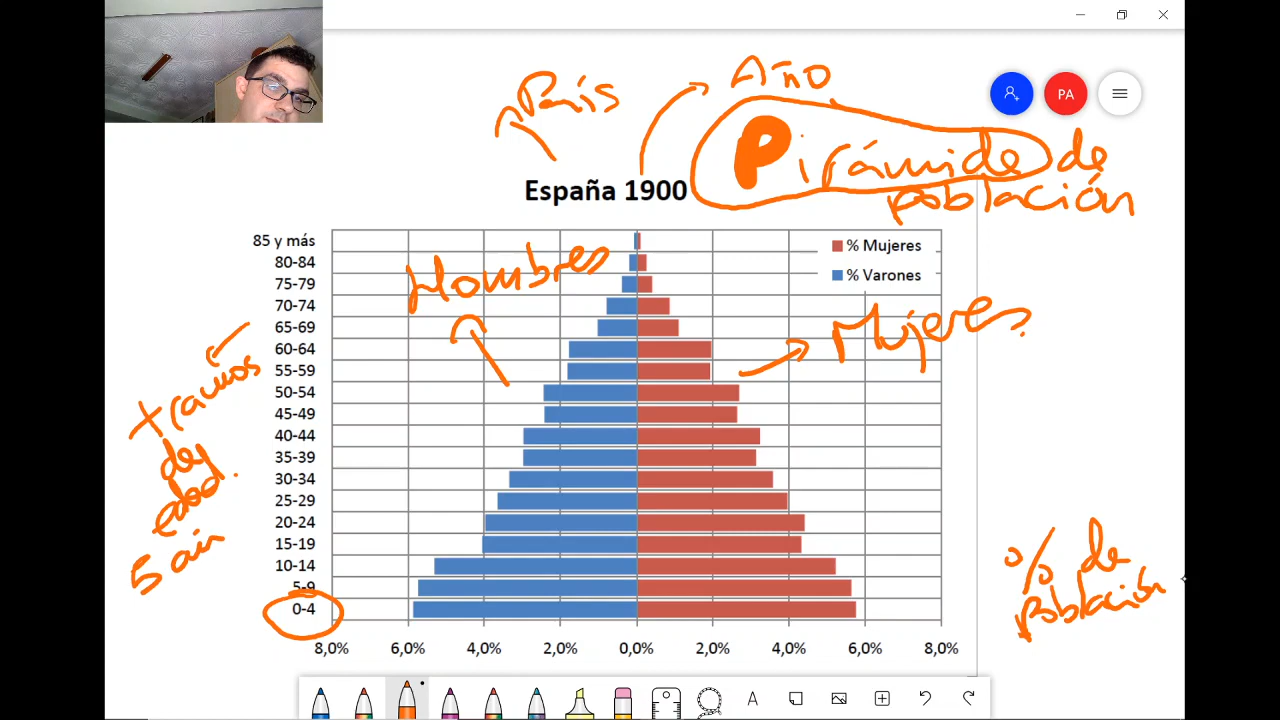 País
Año
Pirámide de
población
PA
España 1900
Hombres
Mujeres
% Mujeres
% Varones
tramos
de
edad.
5
85 y más
80-84
75-79
70-74
65-69
60-64
55-59
50-54
45-49
40-44
35-39
30-34
25-29
20-24
15-19
10-14
5-9
0-4
% de
población
8,0% 6,0% 4,0% 2,0% 0,0% 2,0% 4,0% 6,0% 8,0%
A